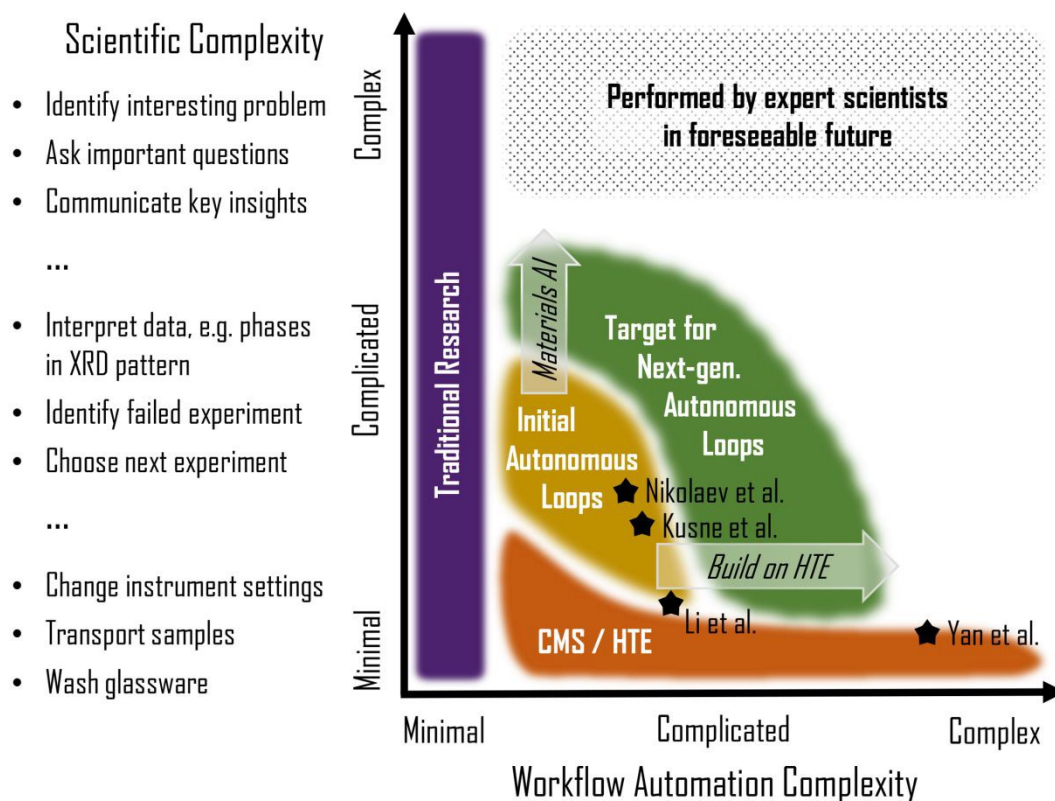 Scientific Complexity
• Identify interesting problem
• Ask important questions
• Communicate key insights
...
• Interpret data, e.g. phases
in XRD pattern
• Identify failed experiment
• Choose next experiment
...
• Change instrument settings
• Transport samples
• Wash glassware
Complex
Complicated
Minimal
Traditional Research
Performed by expert scientists
in foreseeable future
Materials AI
Target for
Next-gen.
Autonomous
Loops
Initial
Autonomous
Loops
Nikolaev et al.
Kusne et al.
Build on HTE
Li et al.
Yan et al.
CMS / HTE
Minimal
Complicated
Complex
Workflow Automation Complexity